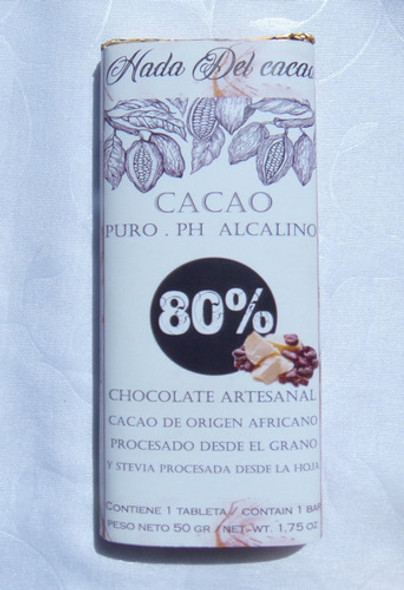 Hada Del cacao
CACAO
PURO . PH ALCALINO
80%
CHOCOLATE ARTESANAL
CACAO DE ORIGEN AFRICANO
PROCESADO DESDE EL GRANO
Y STEVIA PROCESADA DESDE LA HOJA
CONTIENE 1 TABLETA / CONTAIN 1 BAR
PESO NETO 50 GR / NET. WT. 1,75 OZ